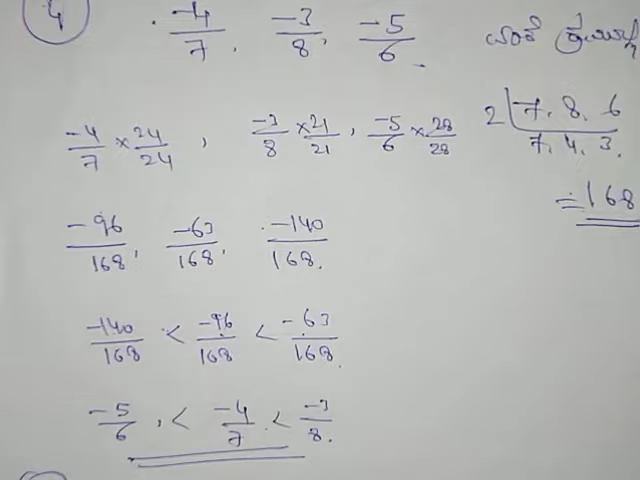 4 -4/7, -3/8, -5/6.
-4/7 × 24/24, -3/8 × 21/21, -5/6 × 28/28
2 | 7, 8, 6
7, 4, 3.
= 168
-96/168, -63/168, -140/168.
-140/168 < -96/168 < -63/168.
-5/6 < -4/7 < -3/8.